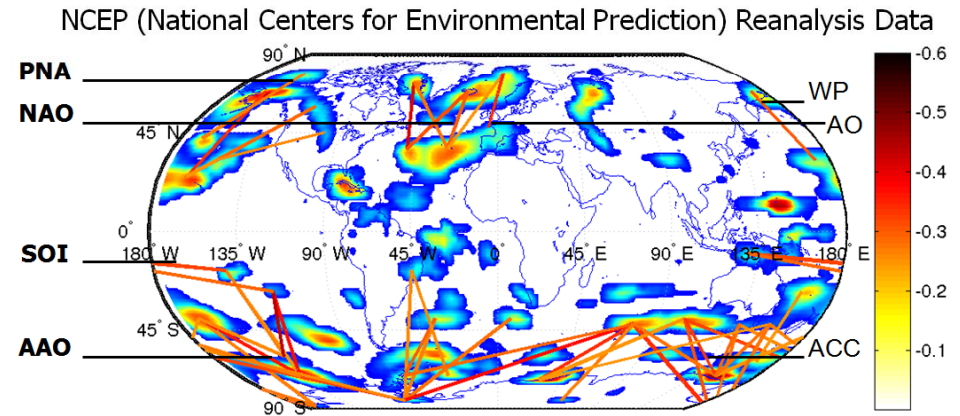 NCEP (National Centers for Environmental Prediction) Reanalysis Data
90° N
-0.6
PNA
-0.5
WP
NAO
AO
45° N
-0.4
0°
-0.3
SOI
180° W
135° W
90° W
45° W
0
45° E
90° E
135° E
180° E
-0.2
45° S
AAO
ACC
-0.1
90° S